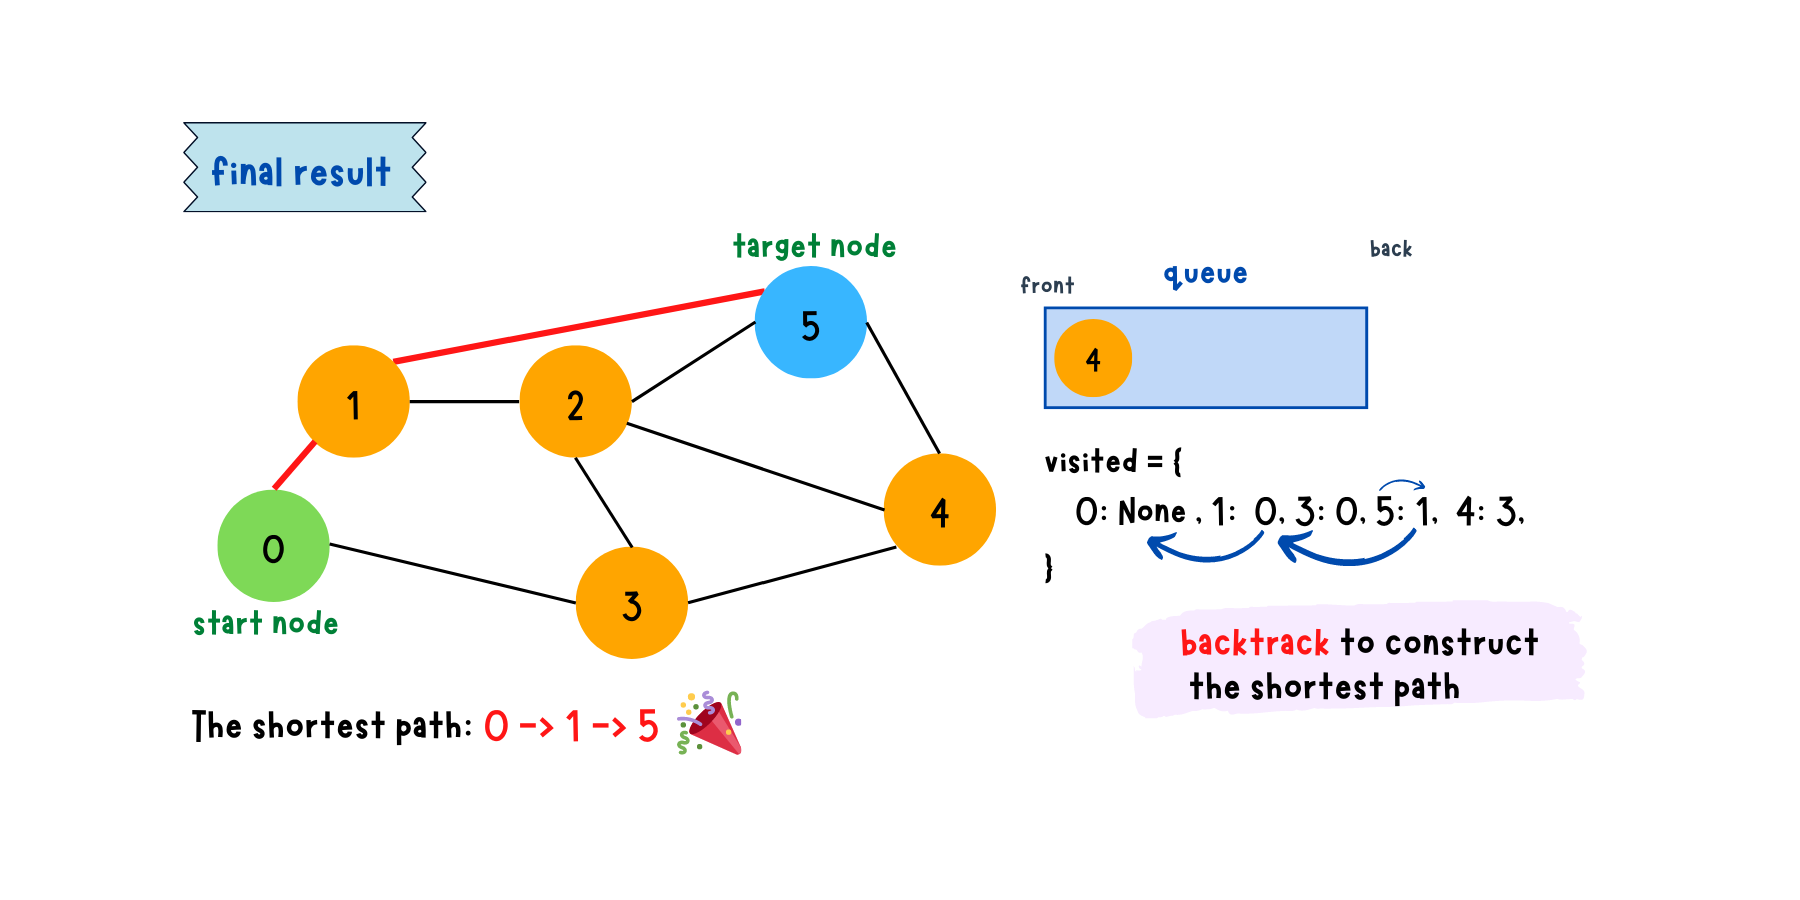 final result
target node
5
1
2
4
0
3
start node
The shortest path: 0 -> 1 -> 5
back
queue
front
4
visited = {
0: None , 1: 0, 3: 0, 5: 1, 4: 3,
}
backtrack to construct
the shortest path